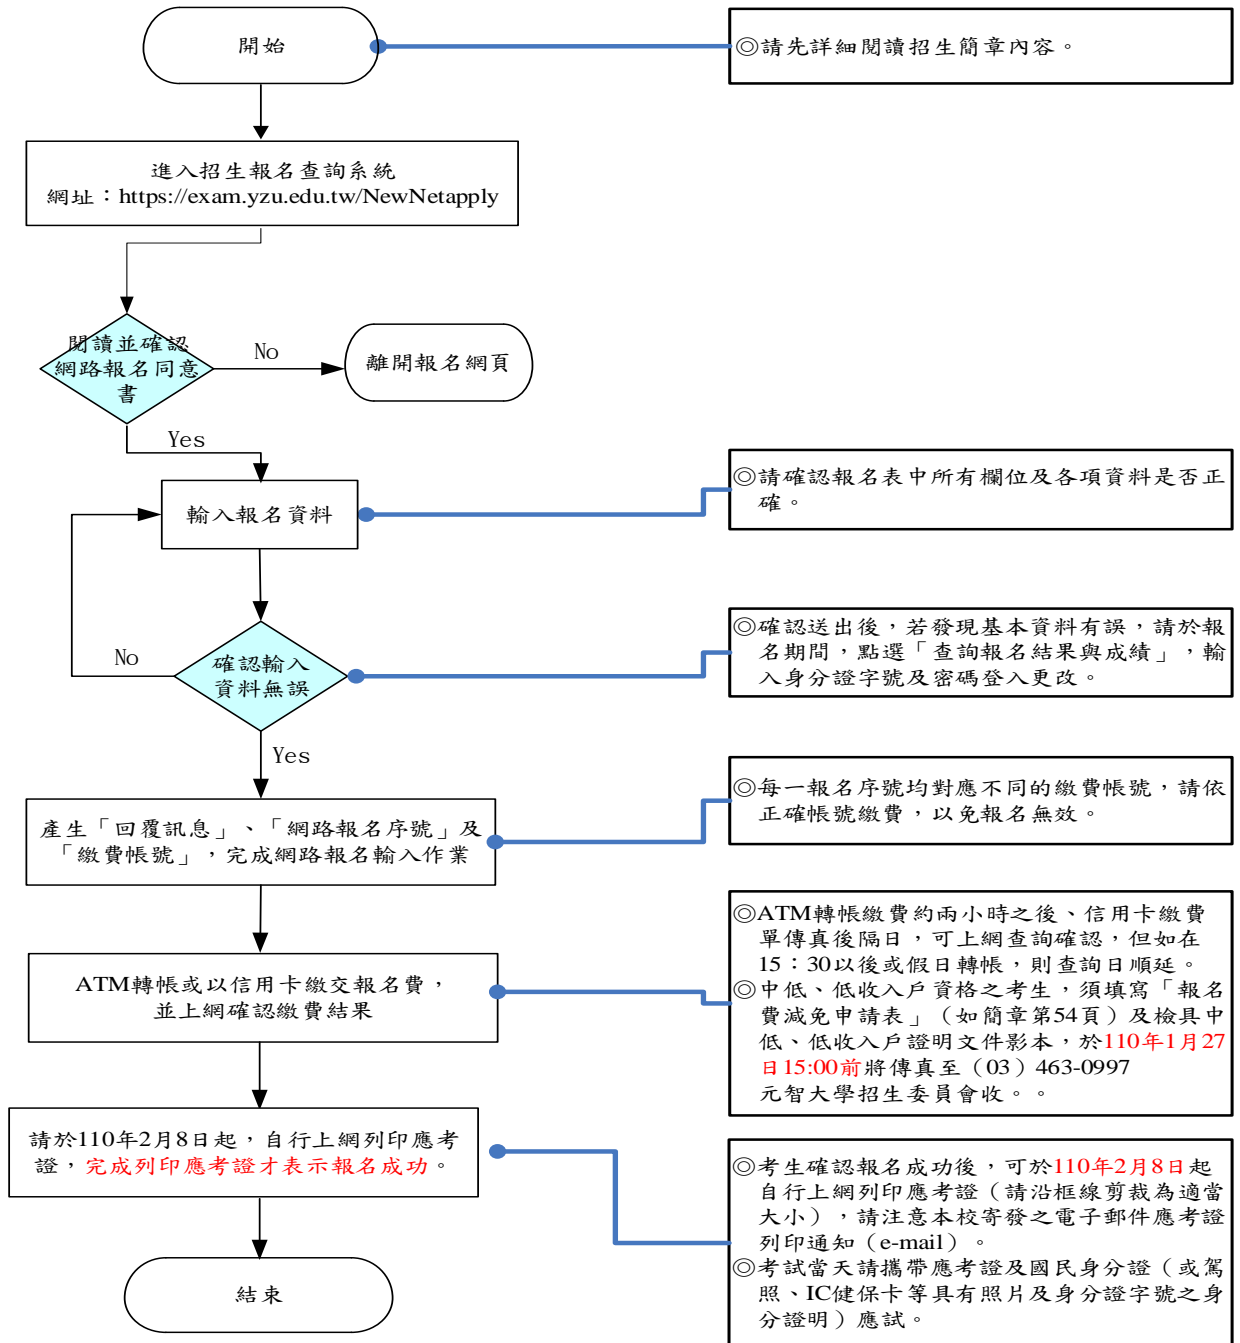 開始
◎請先詳細閱讀招生簡章內容。
進入招生報名查詢系統
網址：https://exam.yzu.edu.tw/NewNetapply
閱讀並確認
網路報名同意
書
No
離開報名網頁
Yes
輸入報名資料
◎請確認報名表中所有欄位及各項資料是否正
確。
確認輸入
資料無誤
No
◎確認送出後，若發現基本資料有誤，請於報
名期間，點選「查詢報名結果與成績」，輸
入身分證字號及密碼登入更改。
Yes
產生「回覆訊息」、「網路報名序號」及
「繳費帳號」，完成網路報名輸入作業
◎每一報名序號均對應不同的繳費帳號，請依
正確帳號繳費，以免報名無效。
ATM轉帳或以信用卡繳交報名費，
並上網確認繳費結果
◎ATM轉帳繳費約兩小時之後、信用卡繳費
單傳真後隔日，可上網查詢確認，但如在
15：30以後或假日轉帳，則查詢日順延。
◎中低、低收入戶資格之考生，須填寫「報名
費減免申請表」（如簡章第54頁）及檢具中
低、低收入戶證明文件影本，於110年1月27
日15:00前將傳真至（03）463-0997
元智大學招生委員會收。。
請於110年2月8日起，自行上網列印應考
證，完成列印應考證才表示報名成功。
◎考生確認報名成功後，可於110年2月8日起
自行上網列印應考證（請沿框線剪裁為適當
大小），請注意本校寄發之電子郵件應考證
列印通知（e-mail）。
◎考試當天請攜帶應考證及國民身分證（或駕
照、IC健保卡等具有照片及身分證字號之身
分證明）應試。
結束